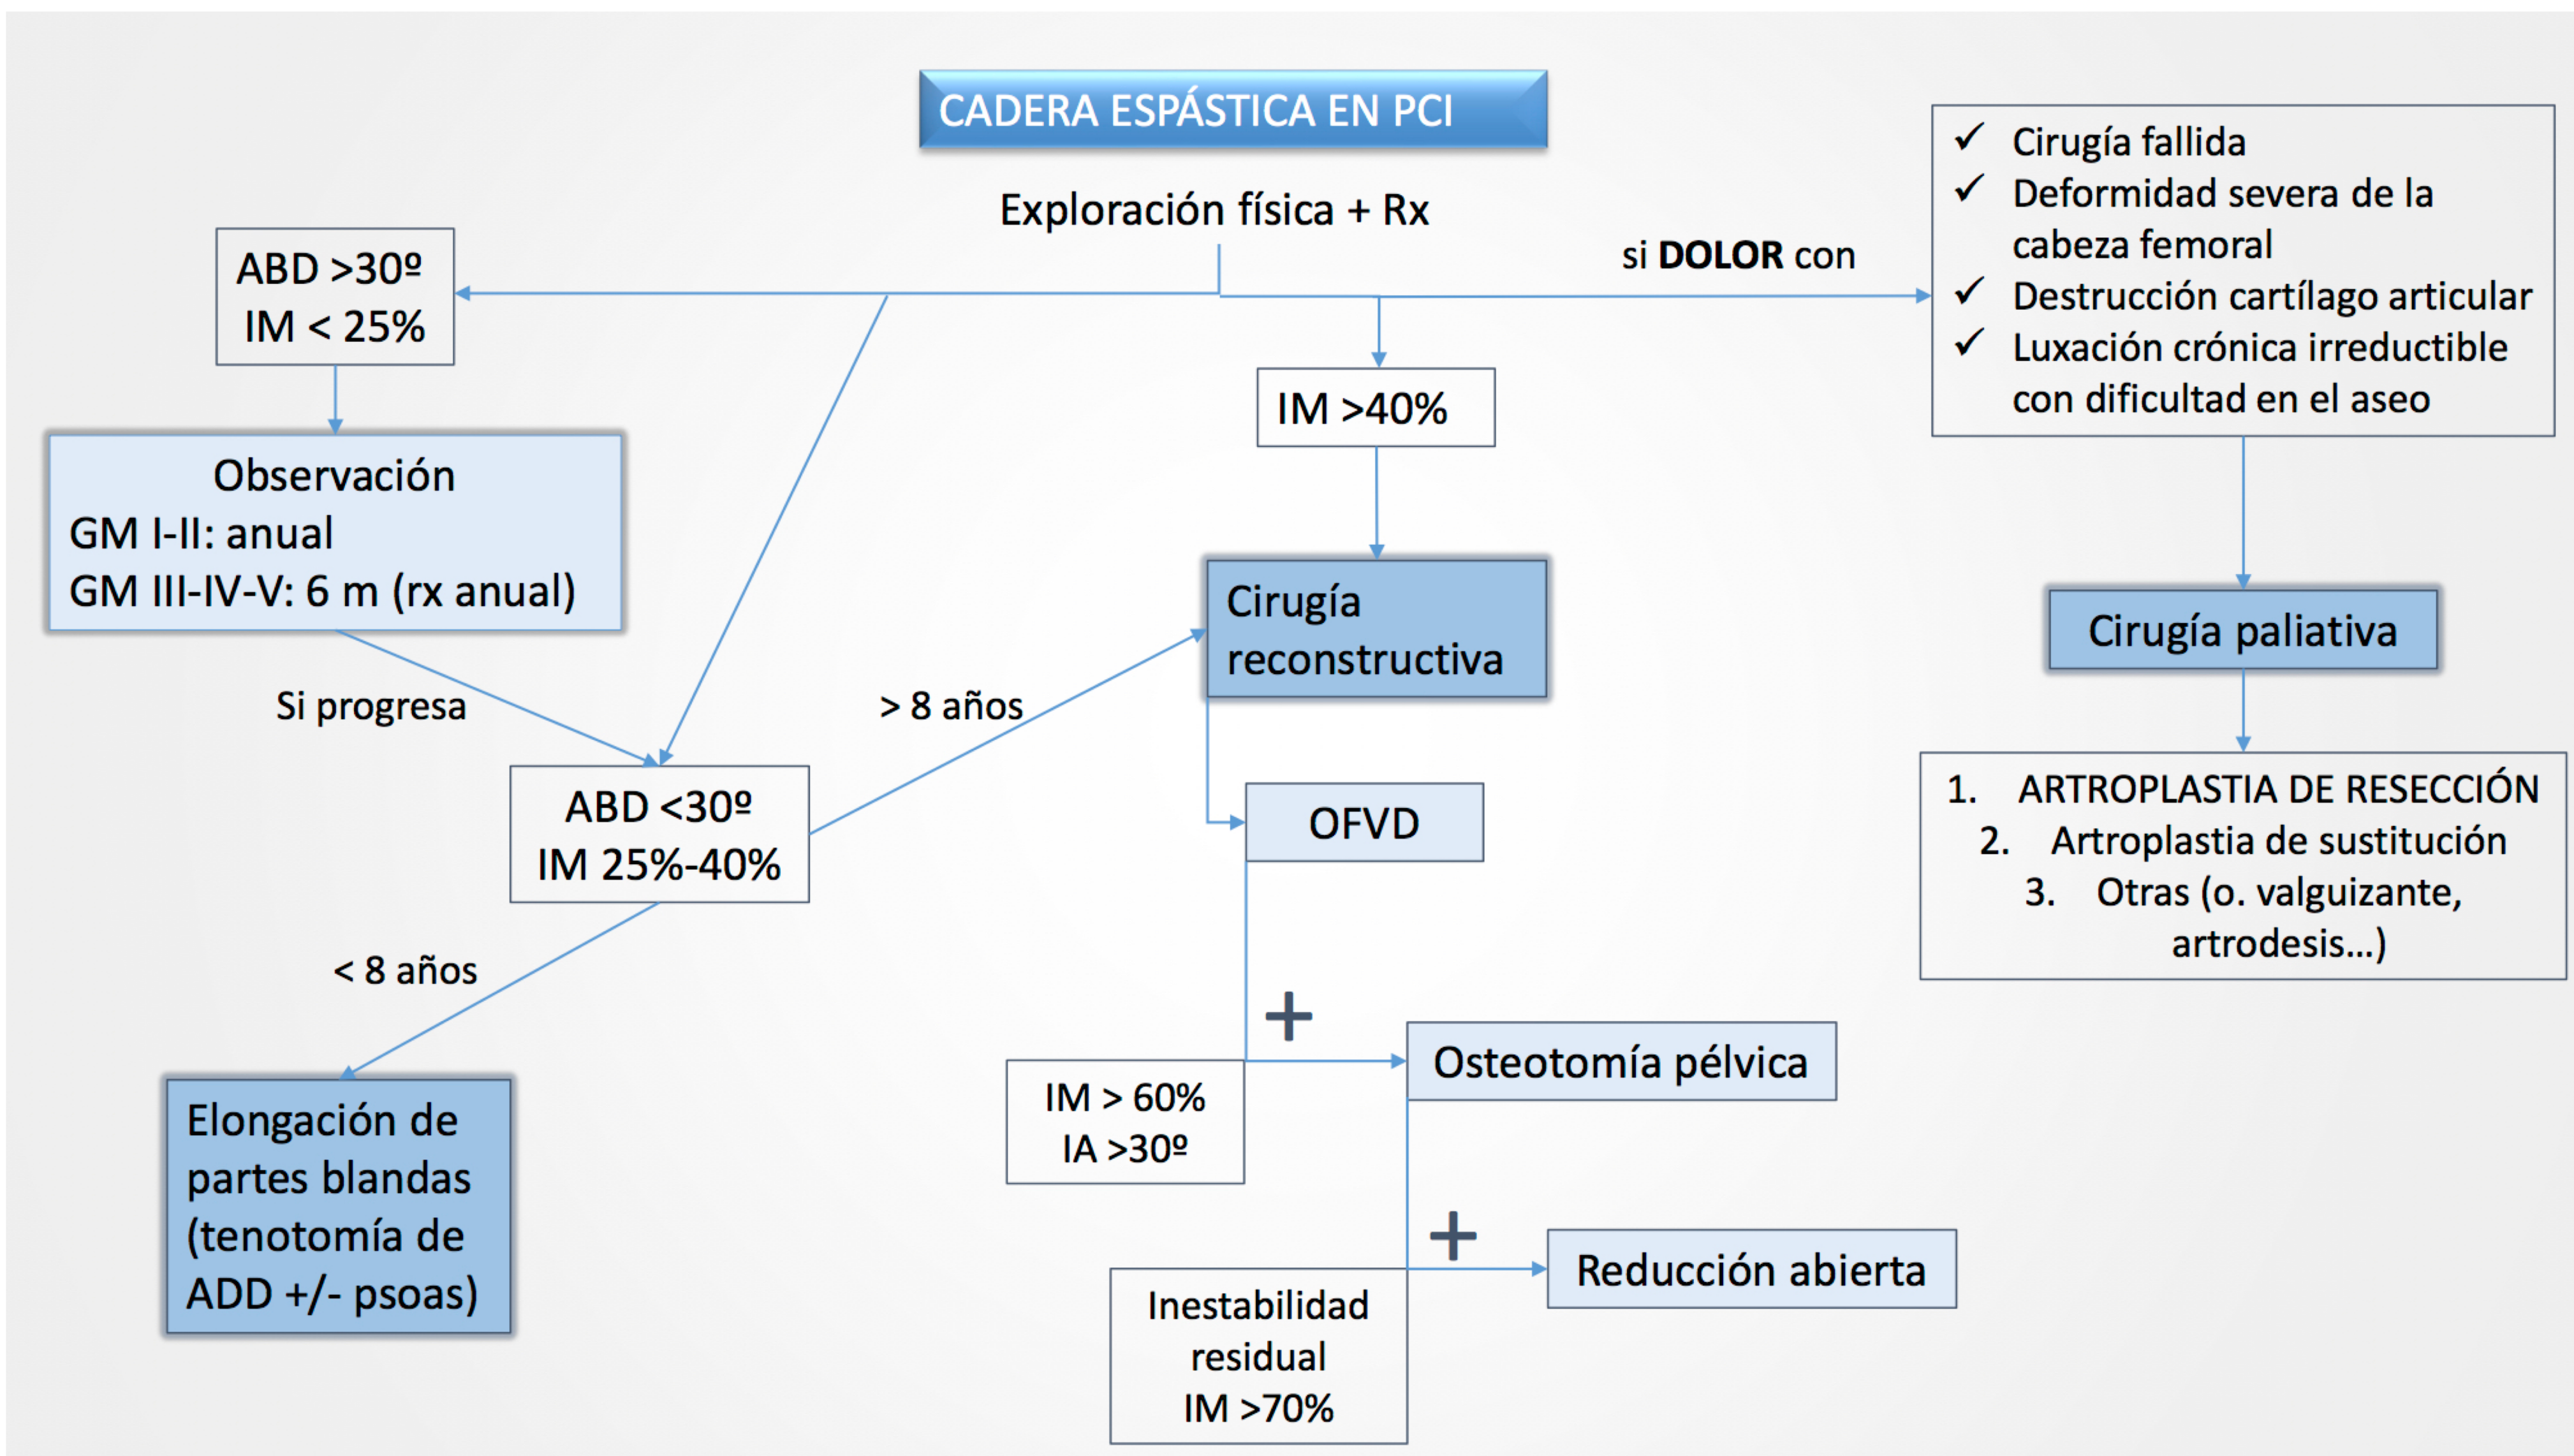 CADERA ESPÁSTICA EN PCI
Exploración física + Rx
ABD >30º
IM < 25%
Observación
GM I-II: anual
GM III-IV-V: 6 m (rx anual)
Si progresa
ABD <30º
IM 25%-40%
< 8 años
Elongación de
partes blandas
(tenotomía de
ADD +/- psoas)
> 8 años
IM >40%
Cirugía
reconstructiva
OFVD
+
IM > 60%
IA >30º
Osteotomía pélvica
+
Inestabilidad
residual
IM >70%
Reducción abierta
si DOLOR con
✓ Cirugía fallida
✓ Deformidad severa de la
cabeza femoral
✓ Destrucción cartílago articular
✓ Luxación crónica irreductible
con dificultad en el aseo
Cirugía paliativa
1. ARTROPLASTIA DE RESECCIÓN
2. Artroplastia de sustitución
3. Otras (o. valguizante,
artrodesis...)